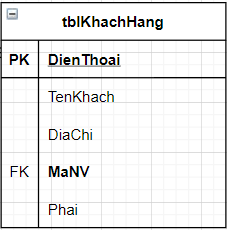 tblKhachHang
PK DienThoai
TenKhach
DiaChi
FK MaNV
Phai